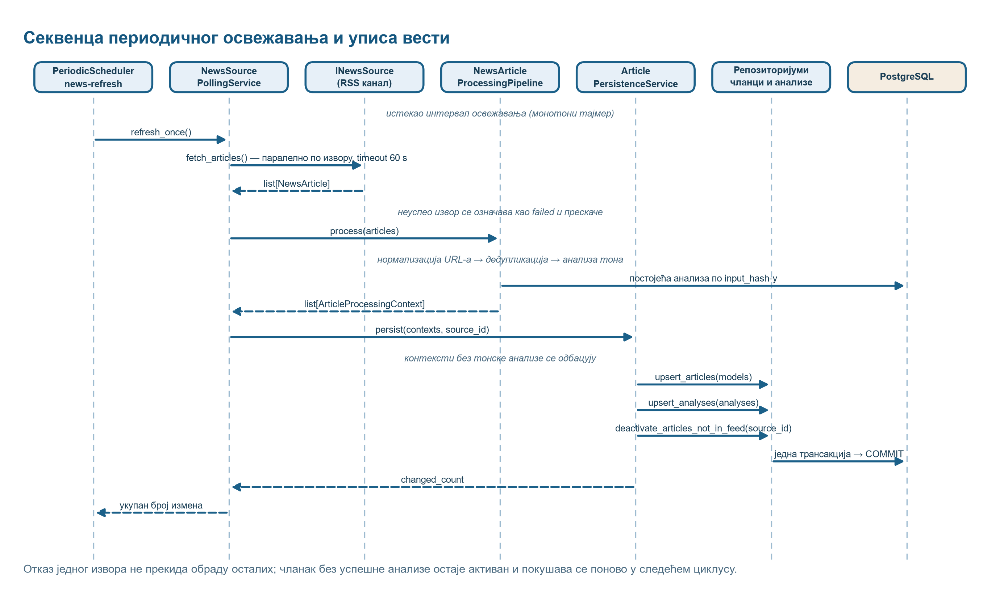 Секвенца периодичног освежавања и уписа вести
PeriodicScheduler
news-refresh
NewsSource
PollingService
INewsSource
(RSS канал)
NewsArticle
ProcessingPipeline
Article
PersistenceService
Репозиторијуми
чланци и анализе
PostgreSQL
истекао интервал освежавања (монотони тајмер)
refresh_once()
fetch_articles() — паралелно по извору, timeout 60 s
list[NewsArticle]
неуспео извор се означава као failed и прескаче
process(articles)
нормализација URL-а → дедупликација → анализа тона
постојећа анализа по input_hash-у
list[ArticleProcessingContext]
persist(contexts, source_id)
контексти без тонске анализе се одбацују
upsert_articles(models)
upsert_analyses(analyses)
deactivate_articles_not_in_feed(source_id)
једна трансакција → COMMIT
changed_count
укупан број измена
Отказ једног извора не прекида обраду осталих; чланак без успешне анализе остаје активан и покушава се поново у следећем циклусу.